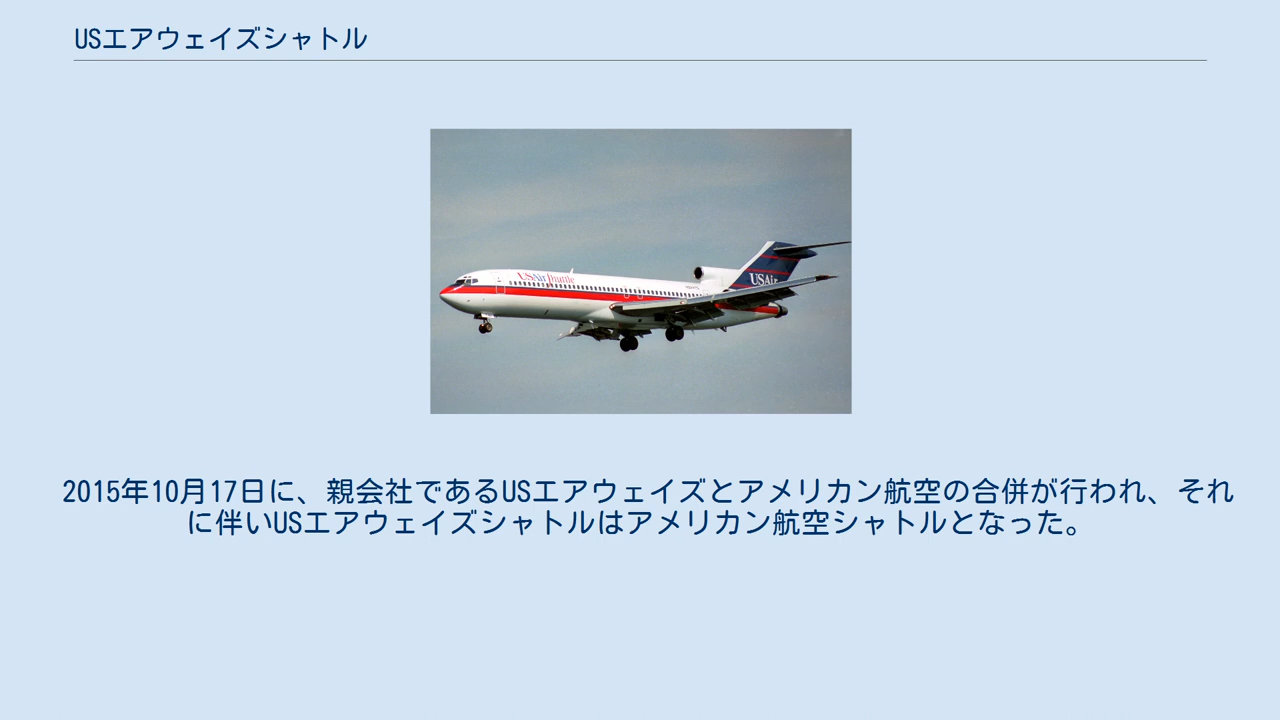 USエアウェイズシャトル
USAir Shuttle
USAir
2015年10月17日に、親会社であるUSエアウェイズとアメリカン航空の合併が行われ、それ
に伴いUSエアウェイズシャトルはアメリカン航空シャトルとなった。